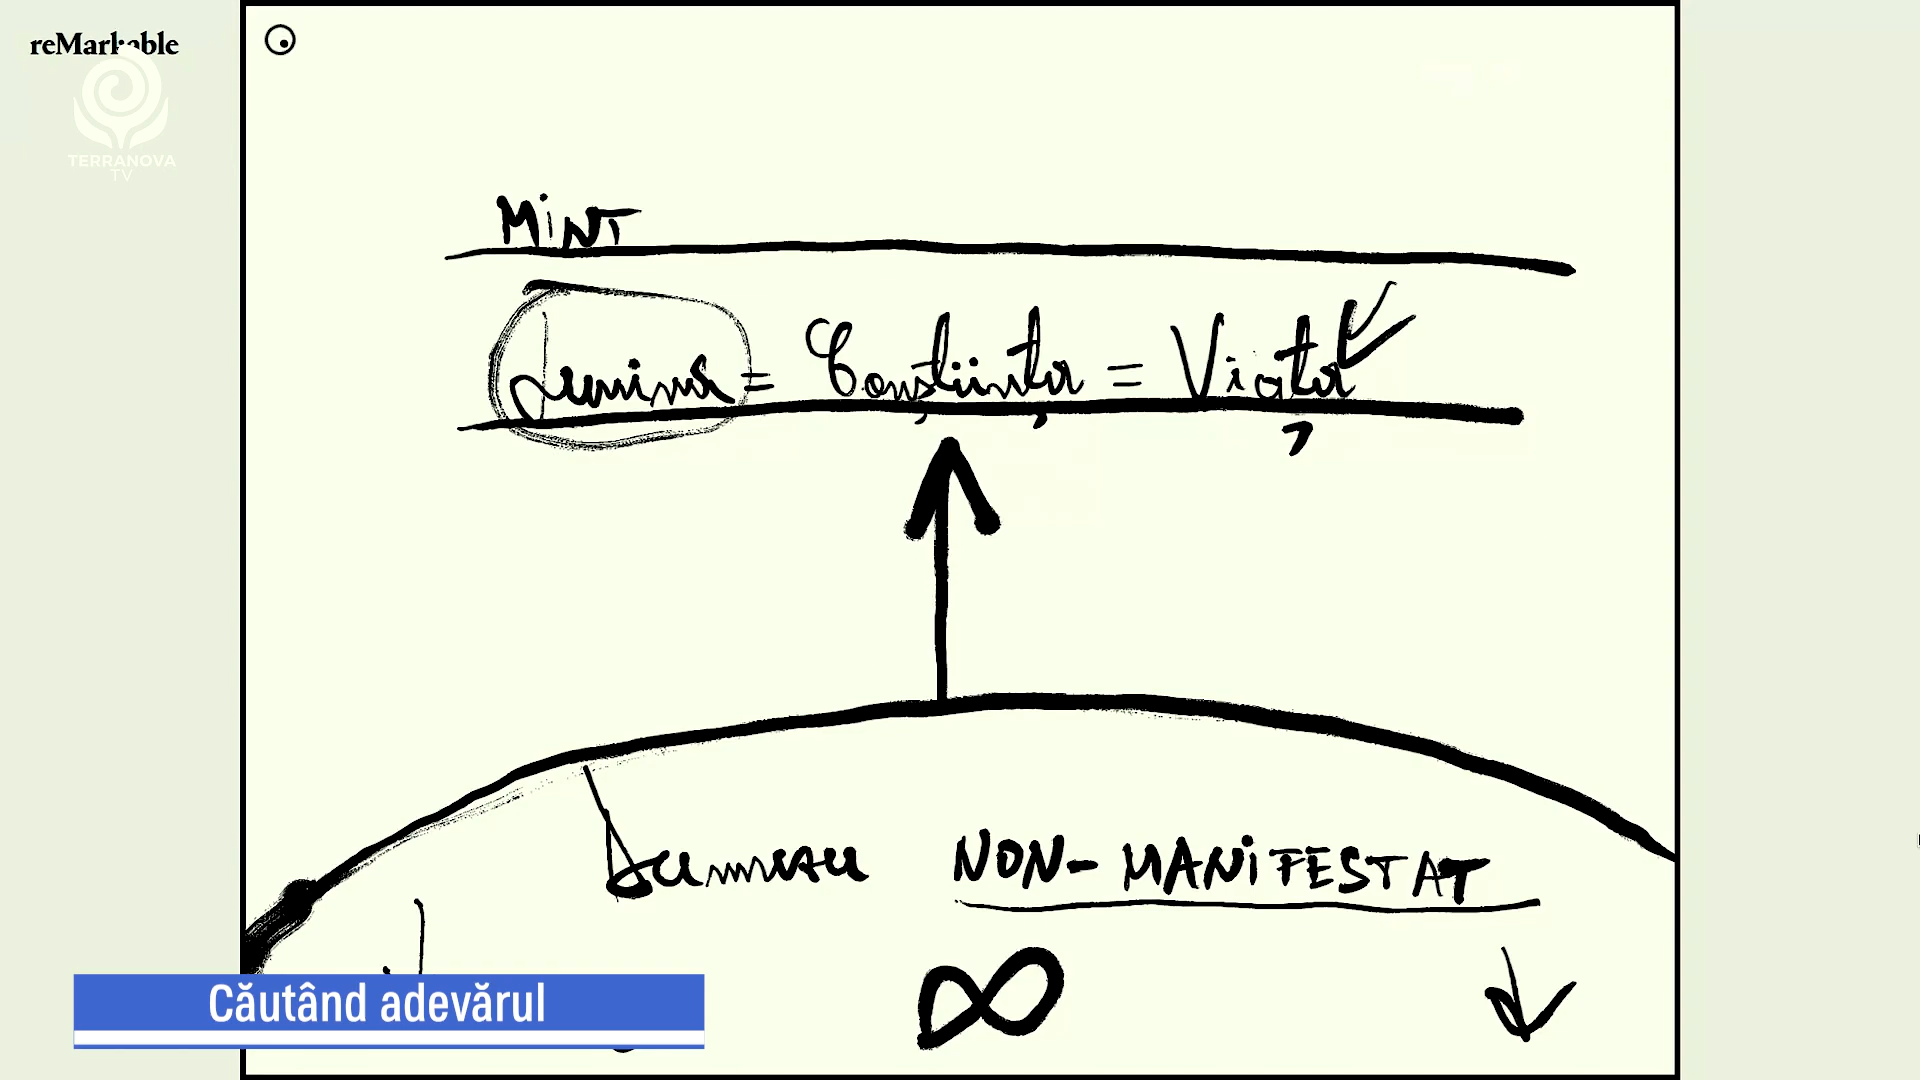 reMarkable
TERRANOVA
TV
MiNT
Lumina = Conștiința = Viața
Dumnezeu NON-MANiFESTAT
∞
Căutând adevărul